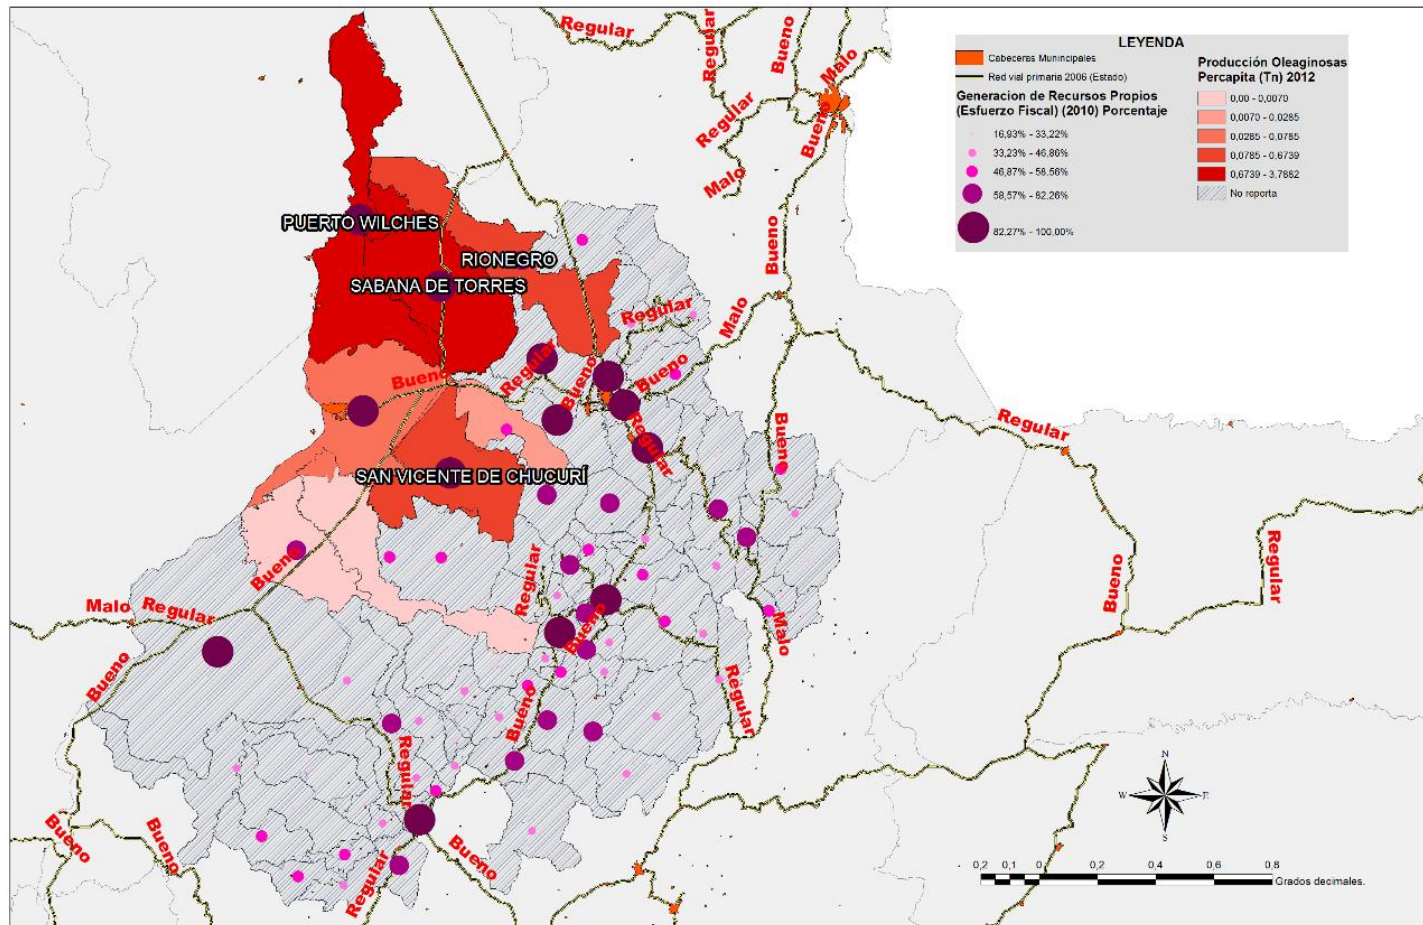 LEYENDA
Cabeceras Munincipales
Red vial primaria 2006 (Estado)
Generacion de Recursos Propios
(Esfuerzo Fiscal) (2010) Porcentaje
16,93% - 33,22%
33,23% - 46,86%
46,87% - 58,56%
58,57% - 82,26%
82,27% - 100,00%
Producción Oleaginosas
Percapita (Tn) 2012
0,00 - 0,0070
0,0070 - 0,0285
0,0285 - 0,0785
0,0785 - 0,6739
0,6739 - 3,7882
No reporta
Regular
Regular
Bueno
Malo
Regular
Bueno
Malo
Bueno
PUERTO WILCHES
RIONEGRO
SABANA DE TORRES
Regular
Malo
Bueno
Regular
Bueno
Bueno
Regular
Bueno
Regular
SAN VICENTE DE CHUCURÍ
Bueno
Regular
Regular
Bueno
Bueno
Malo
Regular
Malo
Bueno
Regular
Bueno
Regular
Regular
Bueno
Bueno
Regular
Bueno
N
W
E
S
0,2 0,1 0 0,2 0,4 0,6 0,8
Grados decimales.